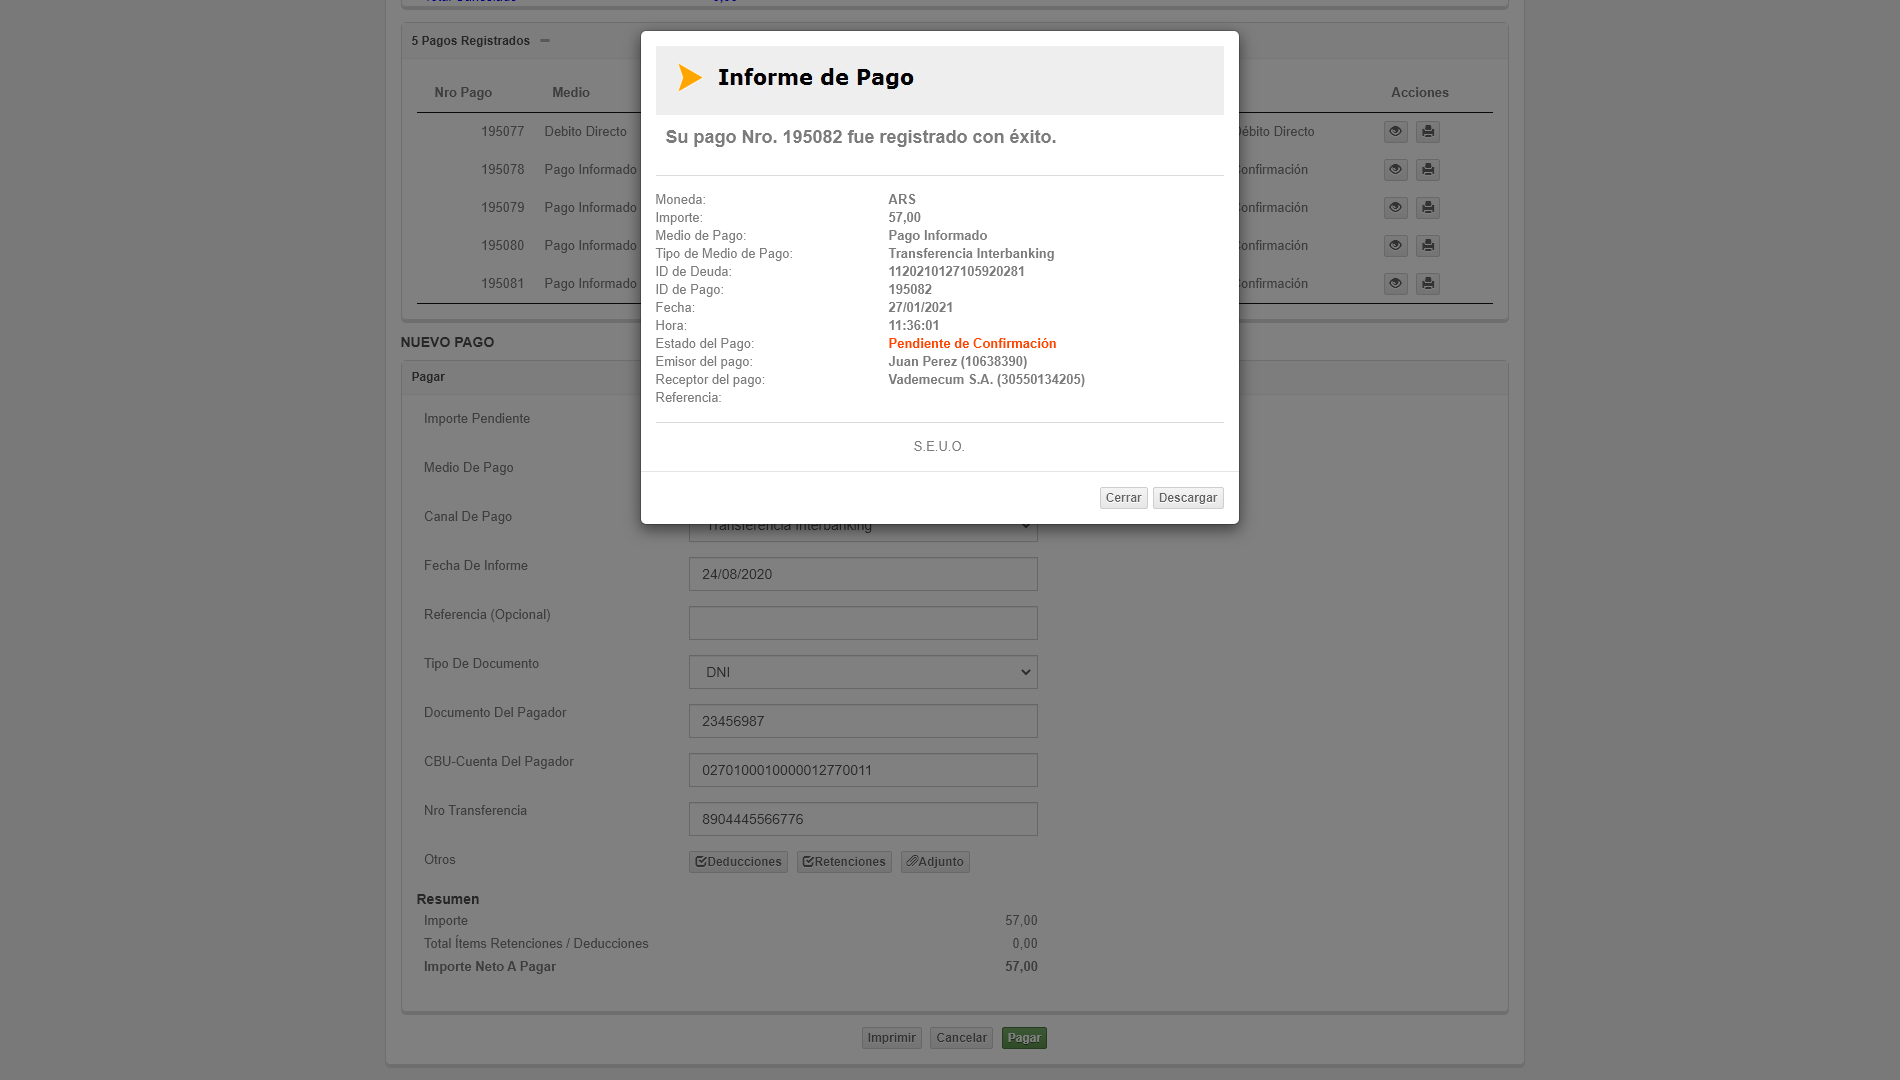 5 Pagos Registrados
Nro Pago Medio Acciones
195077 Debito Directo Débito Directo
195078 Pago Informado Confirmación
195079 Pago Informado Confirmación
195080 Pago Informado Confirmación
195081 Pago Informado Confirmación
Informe de Pago
Su pago Nro. 195082 fue registrado con éxito.
Moneda: ARS
Importe: 57,00
Medio de Pago: Pago Informado
Tipo de Medio de Pago: Transferencia Interbanking
ID de Deuda: 1120210127105920281
ID de Pago: 195082
Fecha: 27/01/2021
Hora: 11:36:01
Estado del Pago: Pendiente de Confirmación
Emisor del pago: Juan Perez (10638390)
Receptor del pago: Vademecum S.A. (30550134205)
Referencia:
S.E.U.O.
Cerrar Descargar
NUEVO PAGO
Pagar
Importe Pendiente
Medio De Pago
Canal De Pago Transferencia Interbanking
Fecha De Informe 24/08/2020
Referencia (Opcional)
Tipo De Documento DNI
Documento Del Pagador 23456987
CBU-Cuenta Del Pagador 0270100010000012770011
Nro Transferencia 8904445566776
Otros Deducciones Retenciones Adjunto
Resumen
Importe 57,00
Total Ítems Retenciones / Deducciones 0,00
Importe Neto A Pagar 57,00
Imprimir Cancelar Pagar